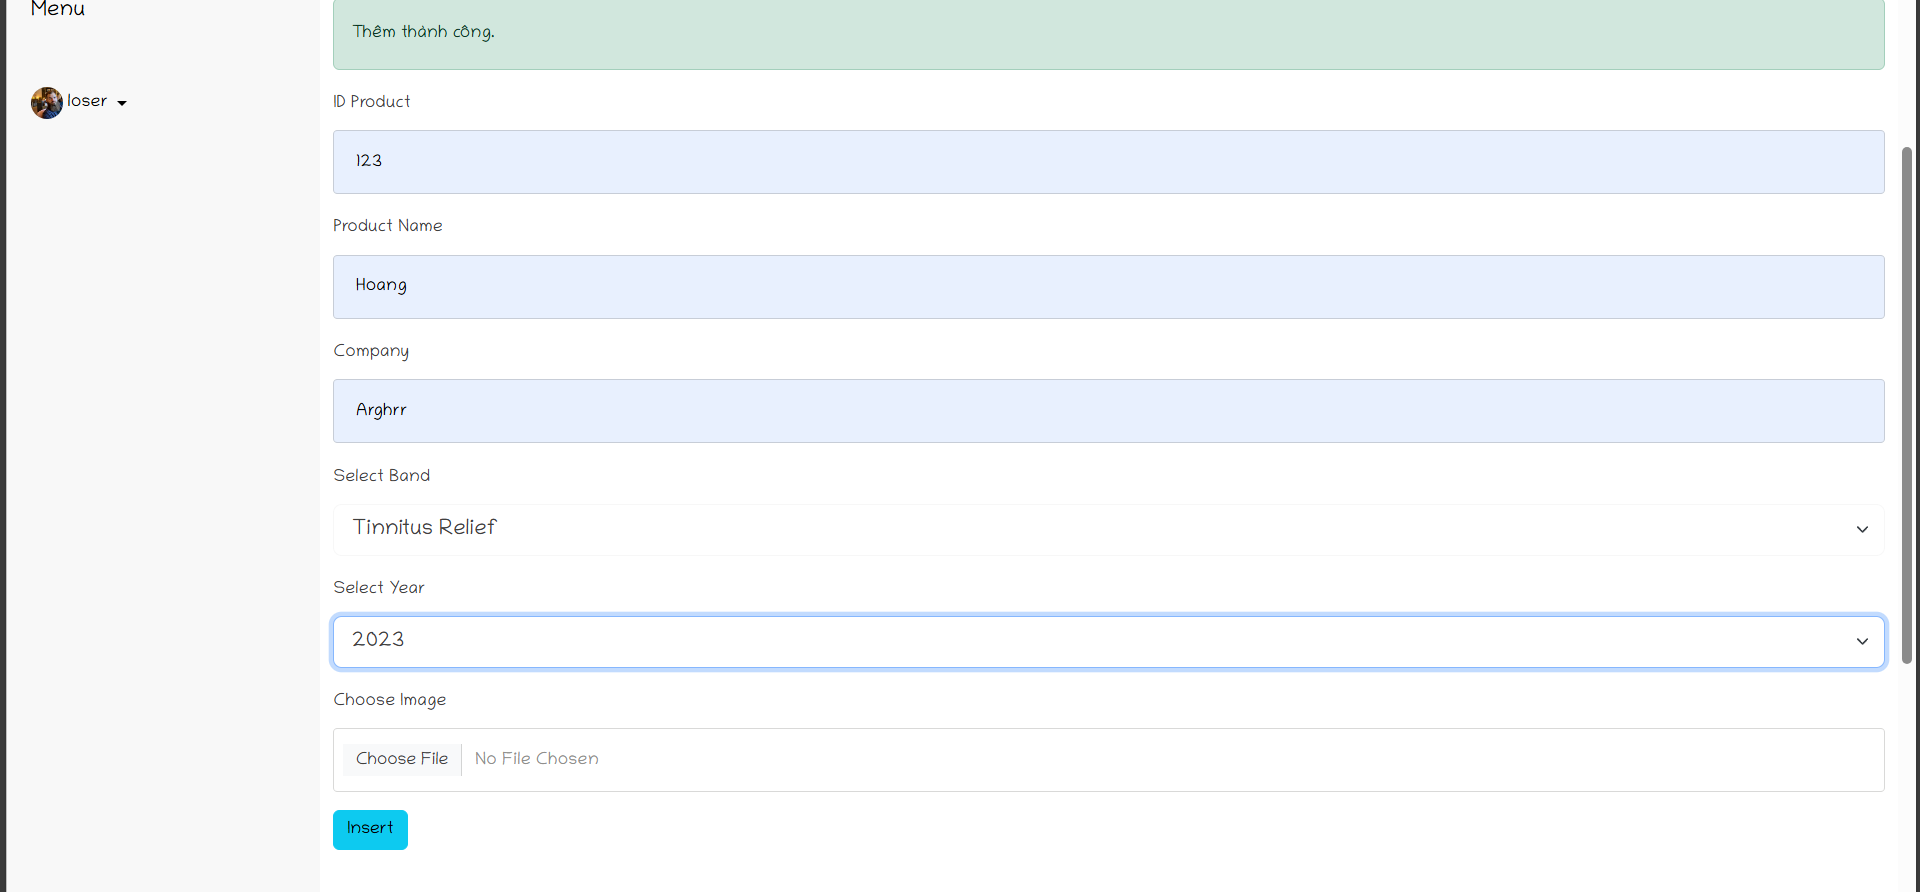 Menu
loser
Thêm thành công.
ID Product
123
Product Name
Hoang
Company
Arghrr
Select Band
Tinnitus Relief
Select Year
2023
Choose Image
Choose File No File Chosen
Insert